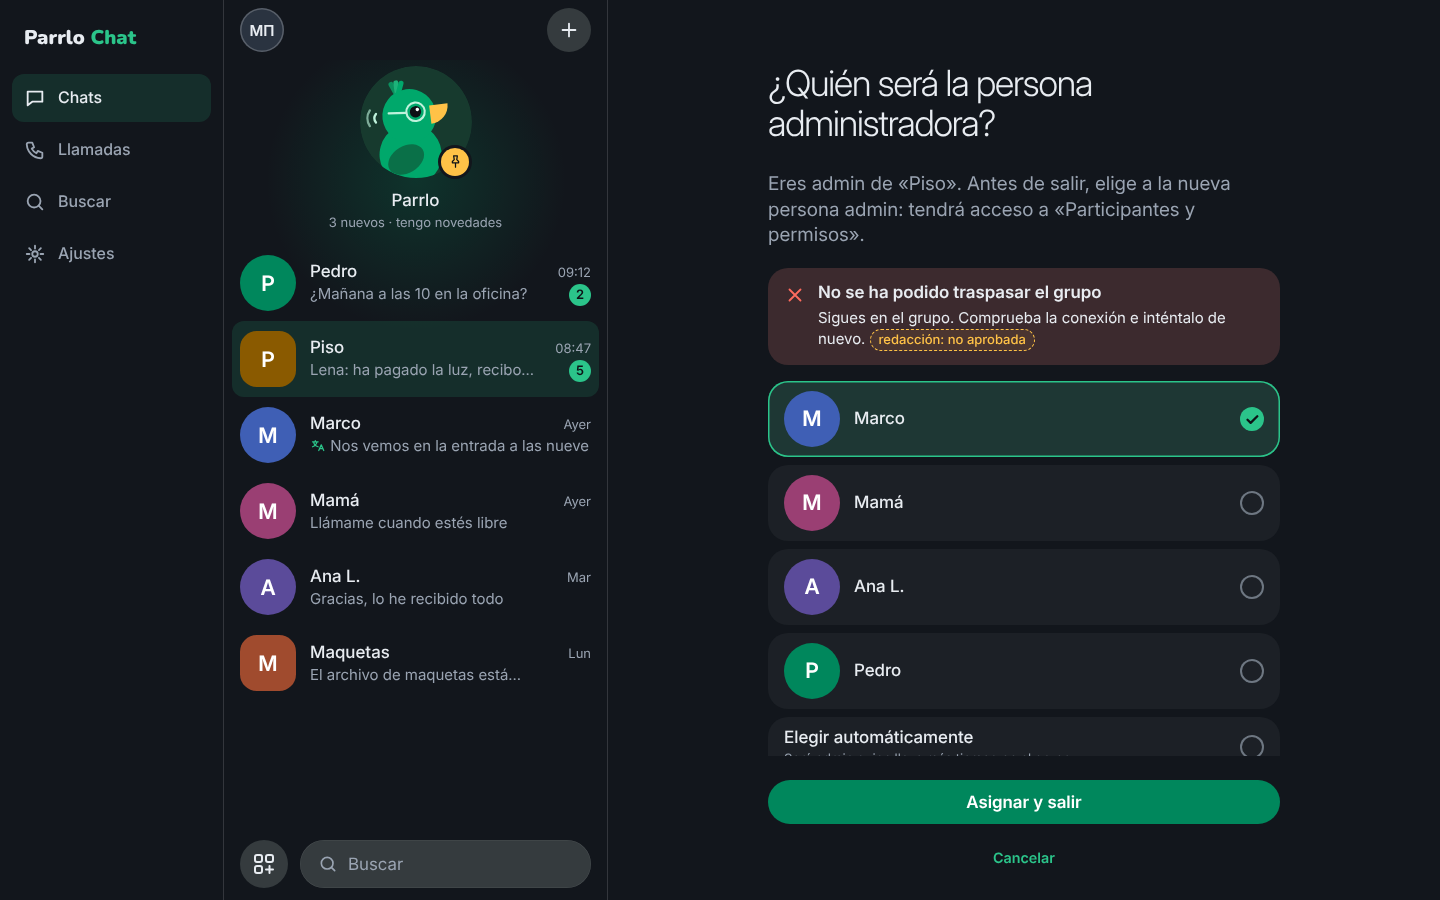 Parrlo Chat
Chats
Llamadas
Buscar
Ajustes
МП
Parrlo
3 nuevos · tengo novedades
P
Pedro
09:12
¿Mañana a las 10 en la oficina?
2
P
Piso
08:47
Lena: ha pagado la luz, recibo...
5
M
Marco
Ayer
Nos vemos en la entrada a las nueve
M
Mamá
Ayer
Llámame cuando estés libre
A
Ana L.
Mar
Gracias, lo he recibido todo
M
Maquetas
Lun
El archivo de maquetas está...
Buscar
¿Quién será la persona
administradora?
Eres admin de «Piso». Antes de salir, elige a la nueva
persona admin: tendrá acceso a «Participantes y
permisos».
No se ha podido traspasar el grupo
Sigues en el grupo. Comprueba la conexión e inténtalo de
nuevo. redacción: no aprobada
M
Marco
M
Mamá
A
Ana L.
P
Pedro
Elegir automáticamente
Asignar y salir
Cancelar